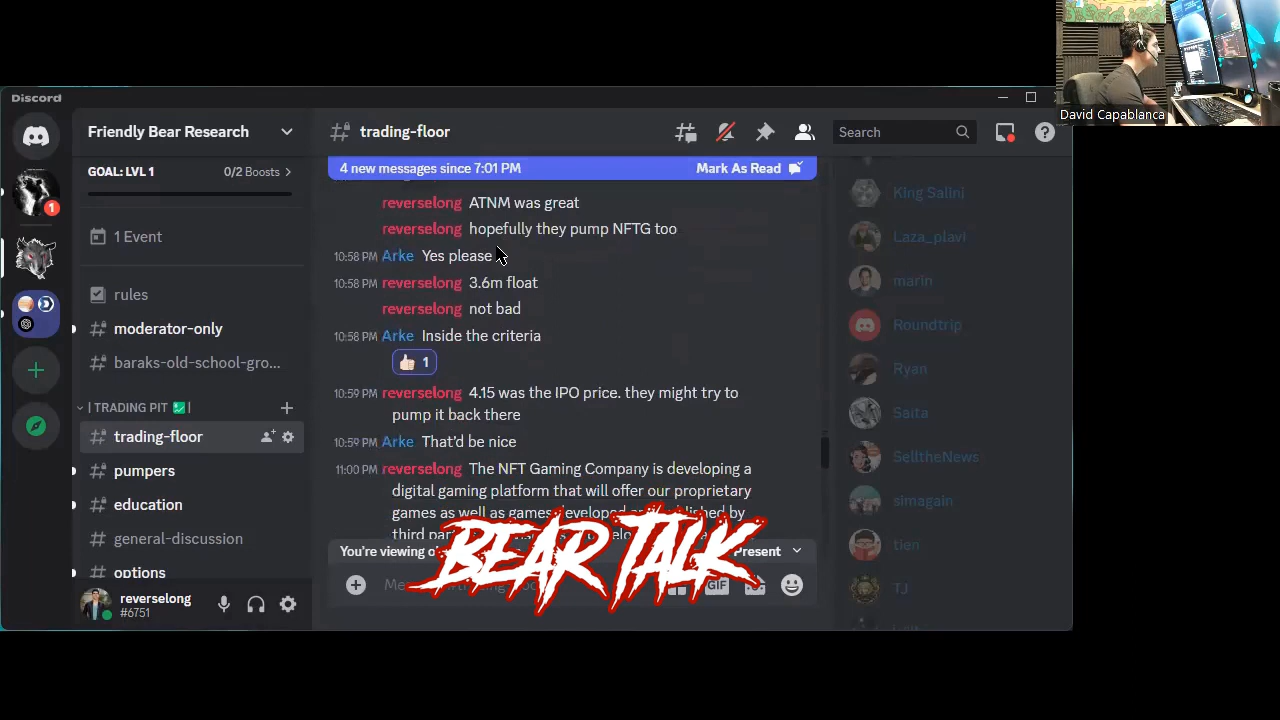 David Capablanca
Discord
Friendly Bear Research
GOAL: LVL 1 0/2 Boosts
1 Event
rules
moderator-only
baraks-old-school-gro...
| TRADING PIT |
trading-floor
pumpers
education
general-discussion
options
reverselong
#6751
trading-floor
Search
4 new messages since 7:01 PM Mark As Read
reverselong ATNM was great
reverselong hopefully they pump NFTG too
10:58 PM Arke Yes please
10:58 PM reverselong 3.6m float
reverselong not bad
10:58 PM Arke Inside the criteria
1
10:59 PM reverselong 4.15 was the IPO price. they might try to
pump it back there
10:59 PM Arke That'd be nice
11:00 PM reverselong The NFT Gaming Company is developing a
digital gaming platform that will offer our proprietary
games as well as games developed and published by
third
You're viewing Present
GIF
BEAR TALK
King Salini
Laza_plavi
marin
Roundtrip
Ryan
Saita
SelltheNews
simagain
tien
TJ